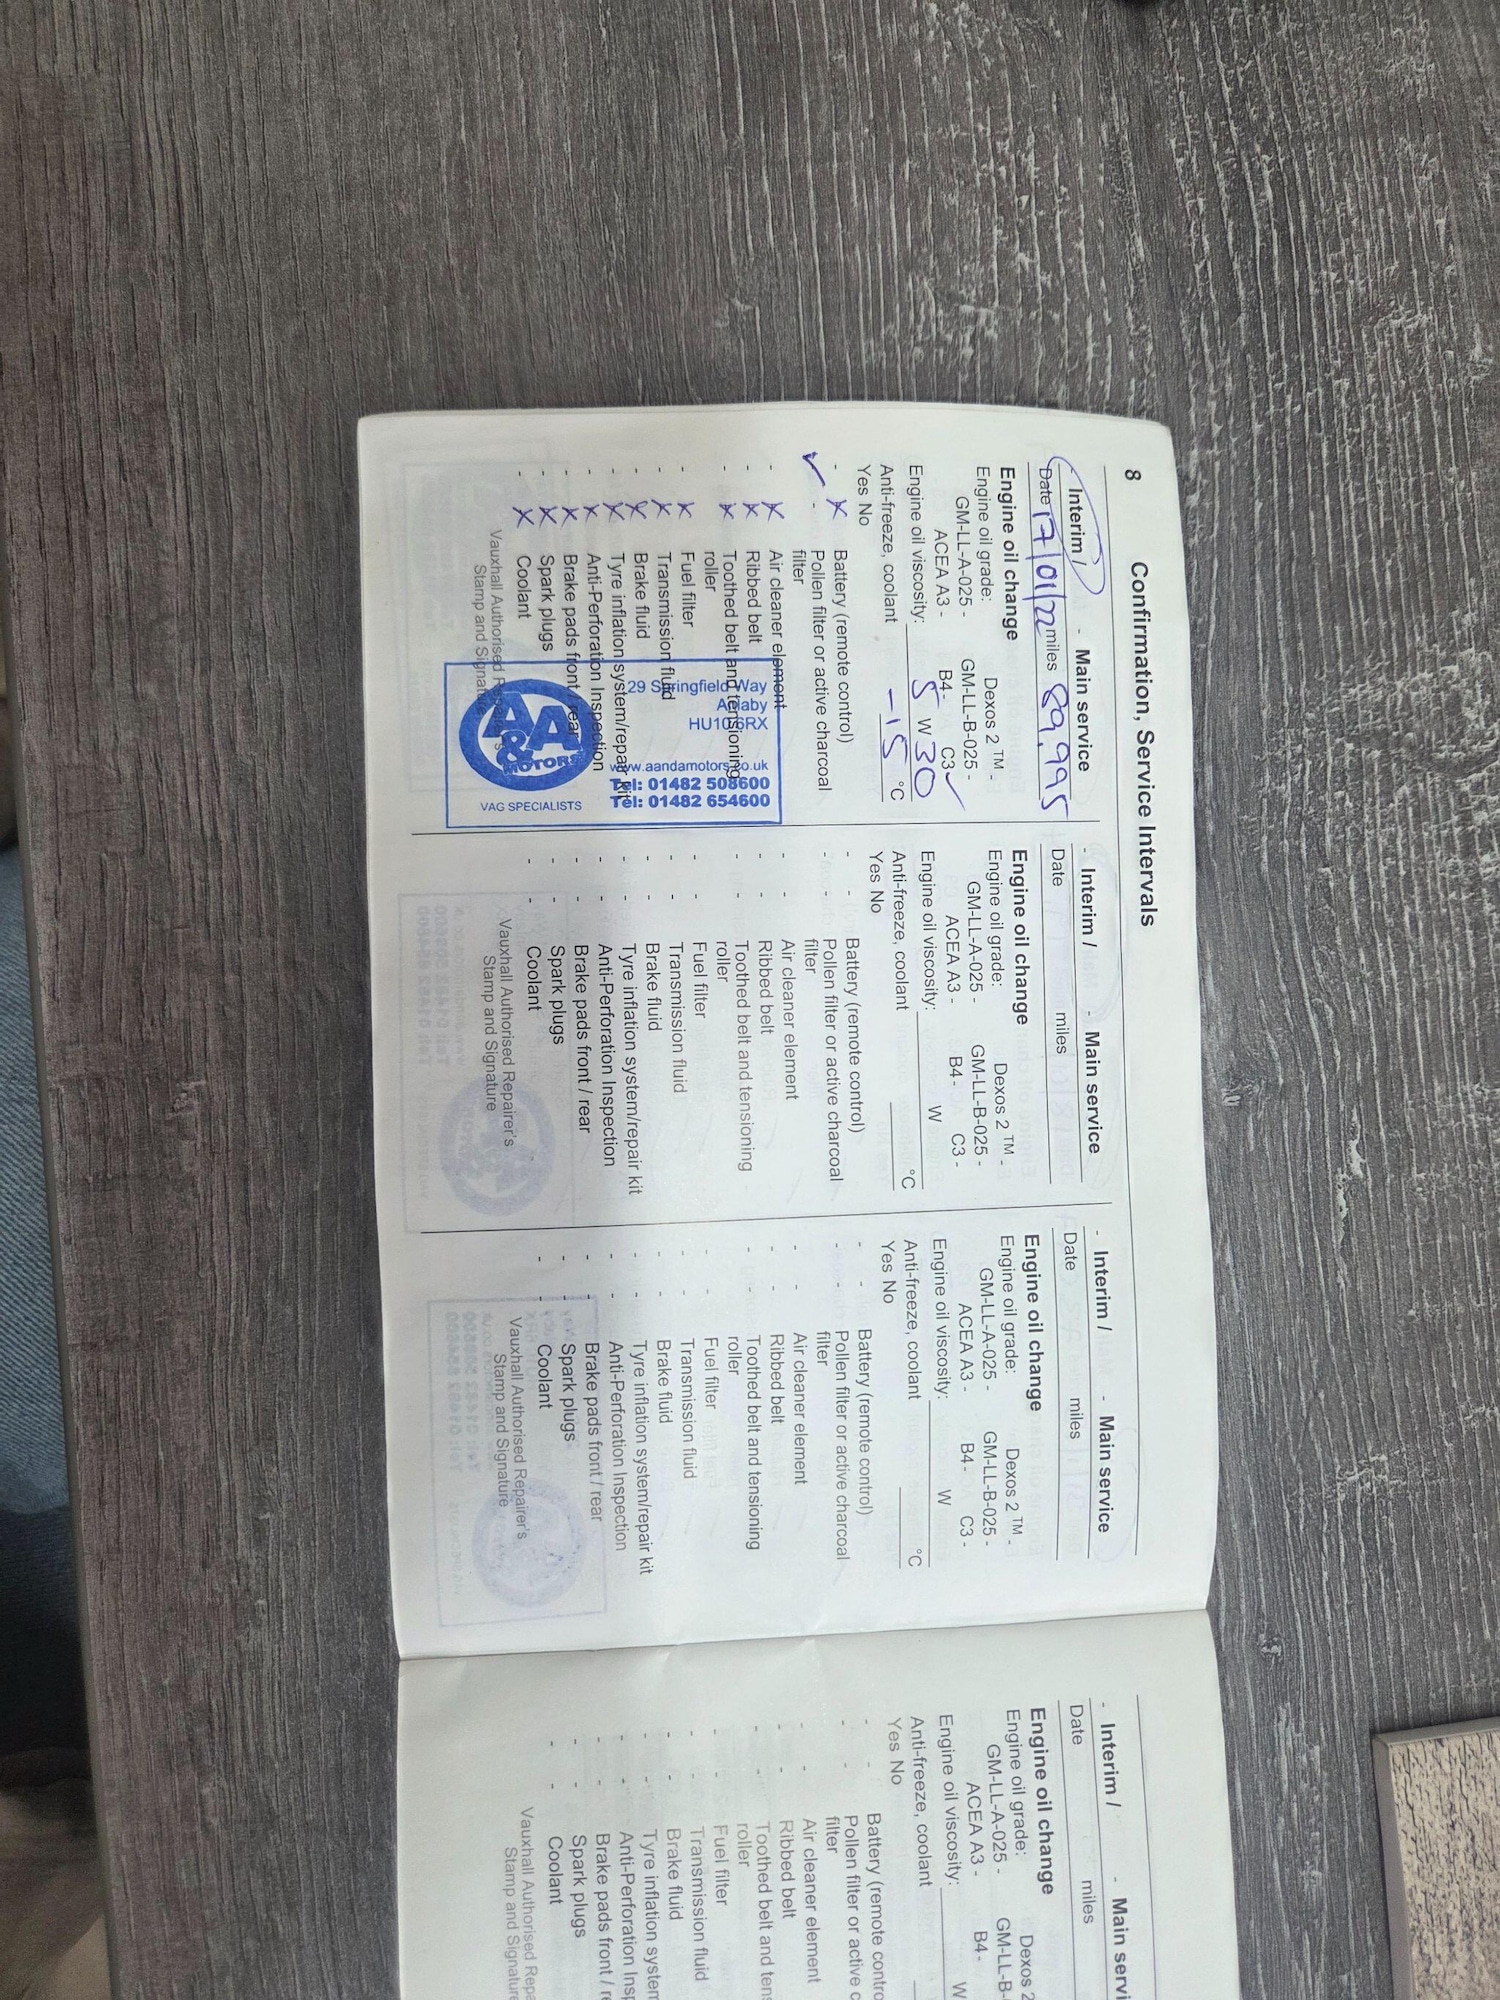 8 Confirmation, Service Intervals
Interim / - Main service
Date 17/01/22 miles 89,995
Engine oil change
Engine oil grade: Dexos 2 ™ -
GM-LL-A-025 - GM-LL-B-025 -
ACEA A3 - B4 - C3 ✓
Engine oil viscosity: 5 W 30
Anti-freeze, coolant -15 °C
Yes No
- X Battery (remote control)
✓ - Pollen filter or active charcoal
filter
- X Air cleaner element
- X Ribbed belt
- X Toothed belt and tensioning
roller
- X Fuel filter
- X Transmission fluid
- X Brake fluid
- X Tyre inflation system/repair kit
- X Anti-Perforation Inspection
- X Brake pads front / rear
- X Spark plugs
- X Coolant
Vauxhall Authorised Repairer's
Stamp and Signature
29 Springfield Way
Anlaby
HU10 6RX
www.aandamotors.co.uk
Tel: 01482 508600
Tel: 01482 654600
A&A
MOTORS
VAG SPECIALISTS
- Interim / - Main service
Date miles
Engine oil change
Engine oil grade: Dexos 2 ™ -
GM-LL-A-025 - GM-LL-B-025 -
ACEA A3 - B4 - C3 -
Engine oil viscosity: W
Anti-freeze, coolant °C
Yes No
- - Battery (remote control)
- - Pollen filter or active charcoal
filter
- - Air cleaner element
- - Ribbed belt
- - Toothed belt and tensioning
roller
- - Fuel filter
- - Transmission fluid
- - Brake fluid
- - Tyre inflation system/repair kit
- - Anti-Perforation Inspection
- - Brake pads front / rear
- - Spark plugs
- - Coolant
Vauxhall Authorised Repairer's
Stamp and Signature
- Interim / - Main service
Date miles
Engine oil change
Engine oil grade: Dexos 2 ™ -
GM-LL-A-025 - GM-LL-B-025 -
ACEA A3 - B4 - C3 -
Engine oil viscosity: W
Anti-freeze, coolant °C
Yes No
- - Battery (remote control)
- - Pollen filter or active charcoal
filter
- - Air cleaner element
- - Ribbed belt
- - Toothed belt and tensioning
roller
- - Fuel filter
- - Transmission fluid
- - Brake fluid
- - Tyre inflation system/repair kit
- - Anti-Perforation Inspection
- - Brake pads front / rear
- - Spark plugs
- - Coolant
Vauxhall Authorised Repairer's
Stamp and Signature
- Interim / - Main servi
Date miles
Engine oil change
Engine oil grade: Dexos 2
GM-LL-A-025 - GM-LL-B-
ACEA A3 - B4 -
Engine oil viscosity: W
Anti-freeze, coolant
Yes No
- - Battery (remote contro
- - Pollen filter or active c
filter
- - Air cleaner element
- - Ribbed belt
- - Toothed belt and tens
roller
- - Fuel filter
- - Transmission fluid
- - Brake fluid
- - Tyre inflation system
- - Anti-Perforation Insp
- - Brake pads front / re
- - Spark plugs
- - Coolant
Vauxhall Authorised Repa
Stamp and Signature